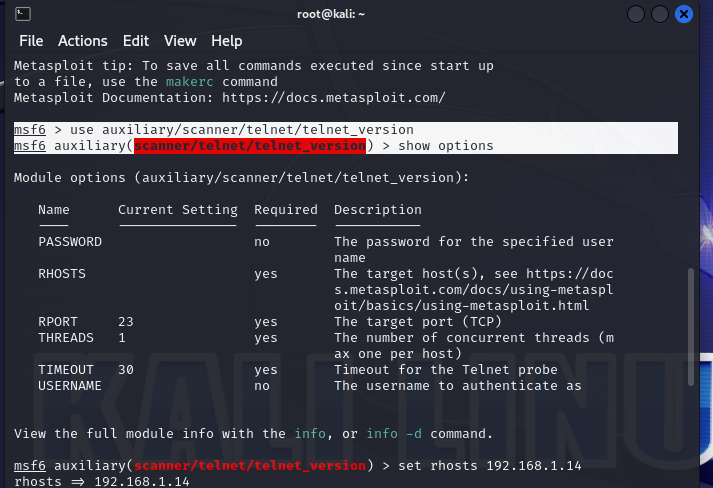 root@kali: ~
File Actions Edit View Help
Metasploit tip: To save all commands executed since start up
to a file, use the makerc command
Metasploit Documentation: https://docs.metasploit.com/
msf6 > use auxiliary/scanner/telnet/telnet_version
msf6 auxiliary(scanner/telnet/telnet_version) > show options
Module options (auxiliary/scanner/telnet/telnet_version):
Name Current Setting Required Description
PASSWORD no The password for the specified user
name
RHOSTS yes The target host(s), see https://doc
s.metasploit.com/docs/using-metaspl
oit/basics/using-metasploit.html
RPORT 23 yes The target port (TCP)
THREADS 1 yes The number of concurrent threads (m
ax one per host)
TIMEOUT 30 yes Timeout for the Telnet probe
USERNAME no The username to authenticate as
KALI LINU
View the full module info with the info, or info -d command.
msf6 auxiliary(scanner/telnet/telnet_version) > set rhosts 192.168.1.14
rhosts => 192.168.1.14